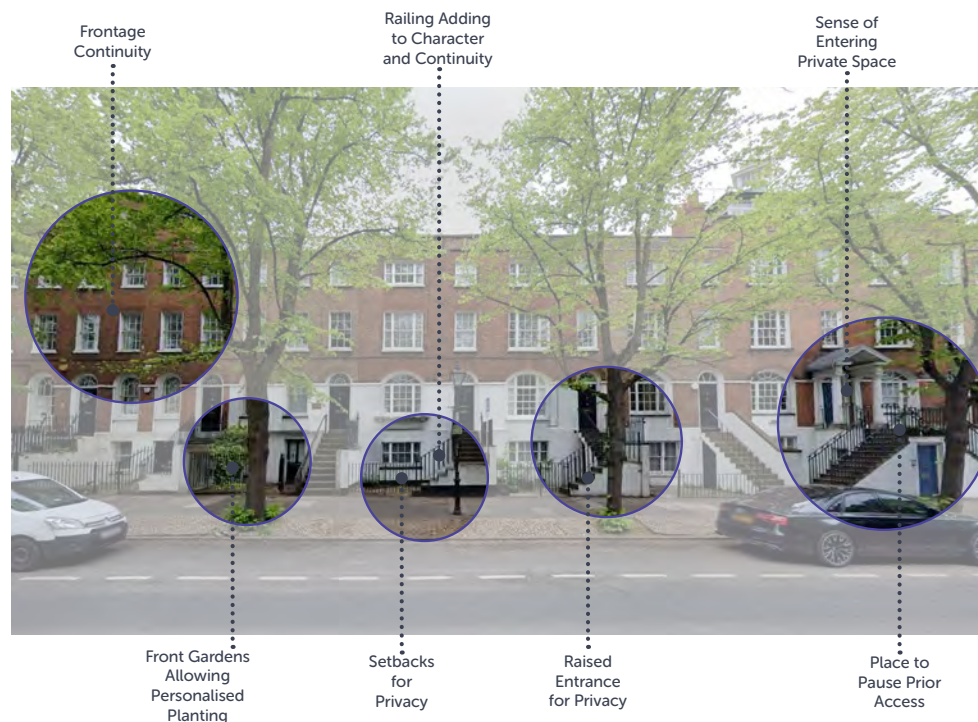 Frontage
Continuity
Railing Adding
to Character
and Continuity
Sense of
Entering
Private Space
Front Gardens
Allowing
Personalised
Planting
Setbacks
for
Privacy
Raised
Entrance
for Privacy
Place to
Pause Prior
Access